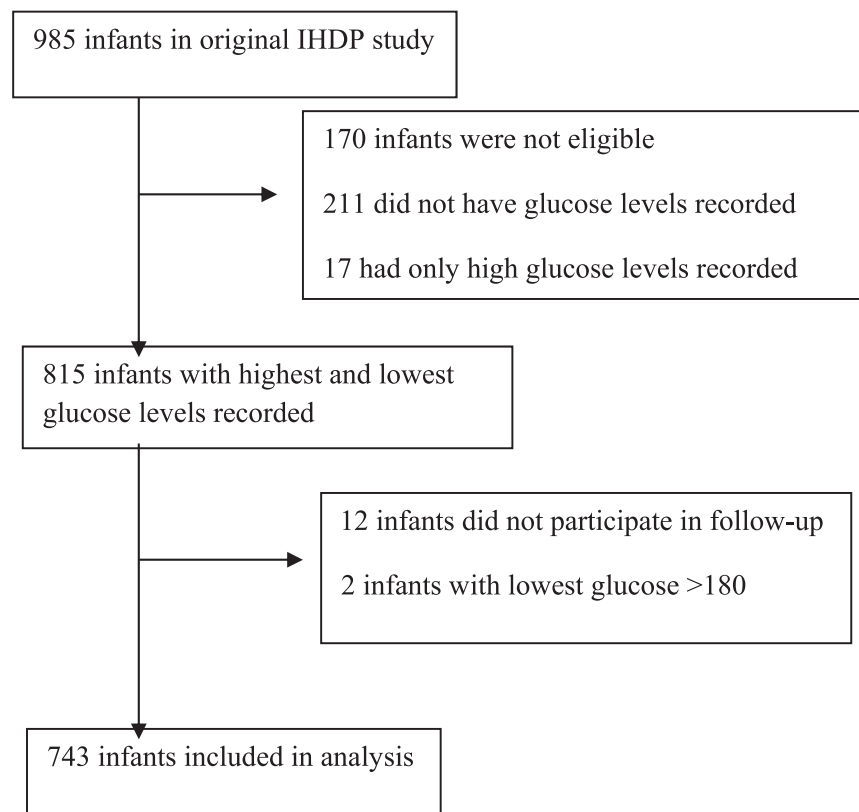 985 infants in original IHDP study
170 infants were not eligible
211 did not have glucose levels recorded
17 had only high glucose levels recorded
815 infants with highest and lowest
glucose levels recorded
12 infants did not participate in follow-up
2 infants with lowest glucose >180
743 infants included in analysis